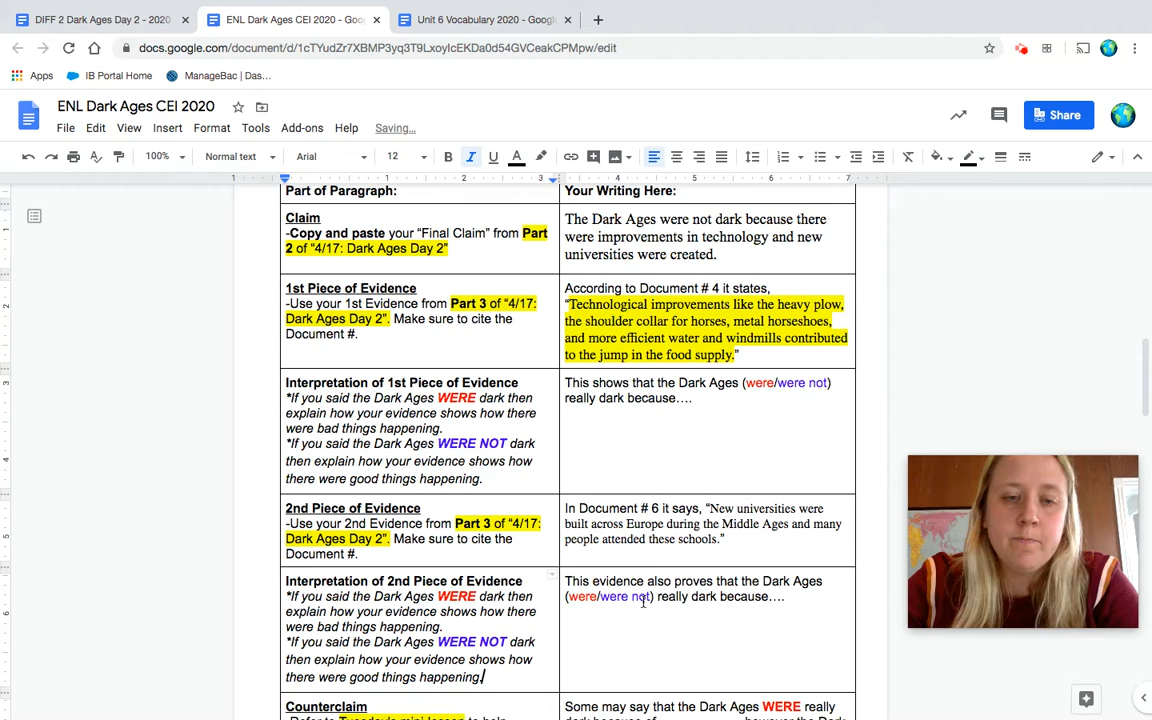 DIFF 2 Dark Ages Day 2 - 2020
ENL Dark Ages CEI 2020 - Goo
Unit 6 Vocabulary 2020 - Google
docs.google.com/document/d/1cTYudZr7XBMP3yq3T9LxoyIcEKDa0d54GVCeakCPMpw/edit
Apps
IB Portal Home
ManageBac | Das...
ENL Dark Ages CEI 2020
File Edit View Insert Format Tools Add-ons Help Saving...
Share
100% Normal text Arial 12 B I U A
1 1 2 3 4 5 6 7
Part of Paragraph:
Your Writing Here:
Claim
-Copy and paste your “Final Claim” from Part
2 of “4/17: Dark Ages Day 2”
The Dark Ages were not dark because there
were improvements in technology and new
universities were created.
1st Piece of Evidence
-Use your 1st Evidence from Part 3 of “4/17:
Dark Ages Day 2”. Make sure to cite the
Document #.
According to Document # 4 it states,
“Technological improvements like the heavy plow,
the shoulder collar for horses, metal horseshoes,
and more efficient water and windmills contributed
to the jump in the food supply.”
Interpretation of 1st Piece of Evidence
*If you said the Dark Ages WERE dark then
explain how your evidence shows how there
were bad things happening.
*If you said the Dark Ages WERE NOT dark
then explain how your evidence shows how
there were good things happening.
This shows that the Dark Ages (were/were not)
really dark because….
2nd Piece of Evidence
-Use your 2nd Evidence from Part 3 of “4/17:
Dark Ages Day 2”. Make sure to cite the
Document #.
In Document # 6 it says, “New universities were
built across Europe during the Middle Ages and many
people attended these schools.”
Interpretation of 2nd Piece of Evidence
*If you said the Dark Ages WERE dark then
explain how your evidence shows how there
were bad things happening.
*If you said the Dark Ages WERE NOT dark
then explain how your evidence shows how
there were good things happening.
This evidence also proves that the Dark Ages
(were/were not) really dark because….
Counterclaim
Some may say that the Dark Ages WERE really